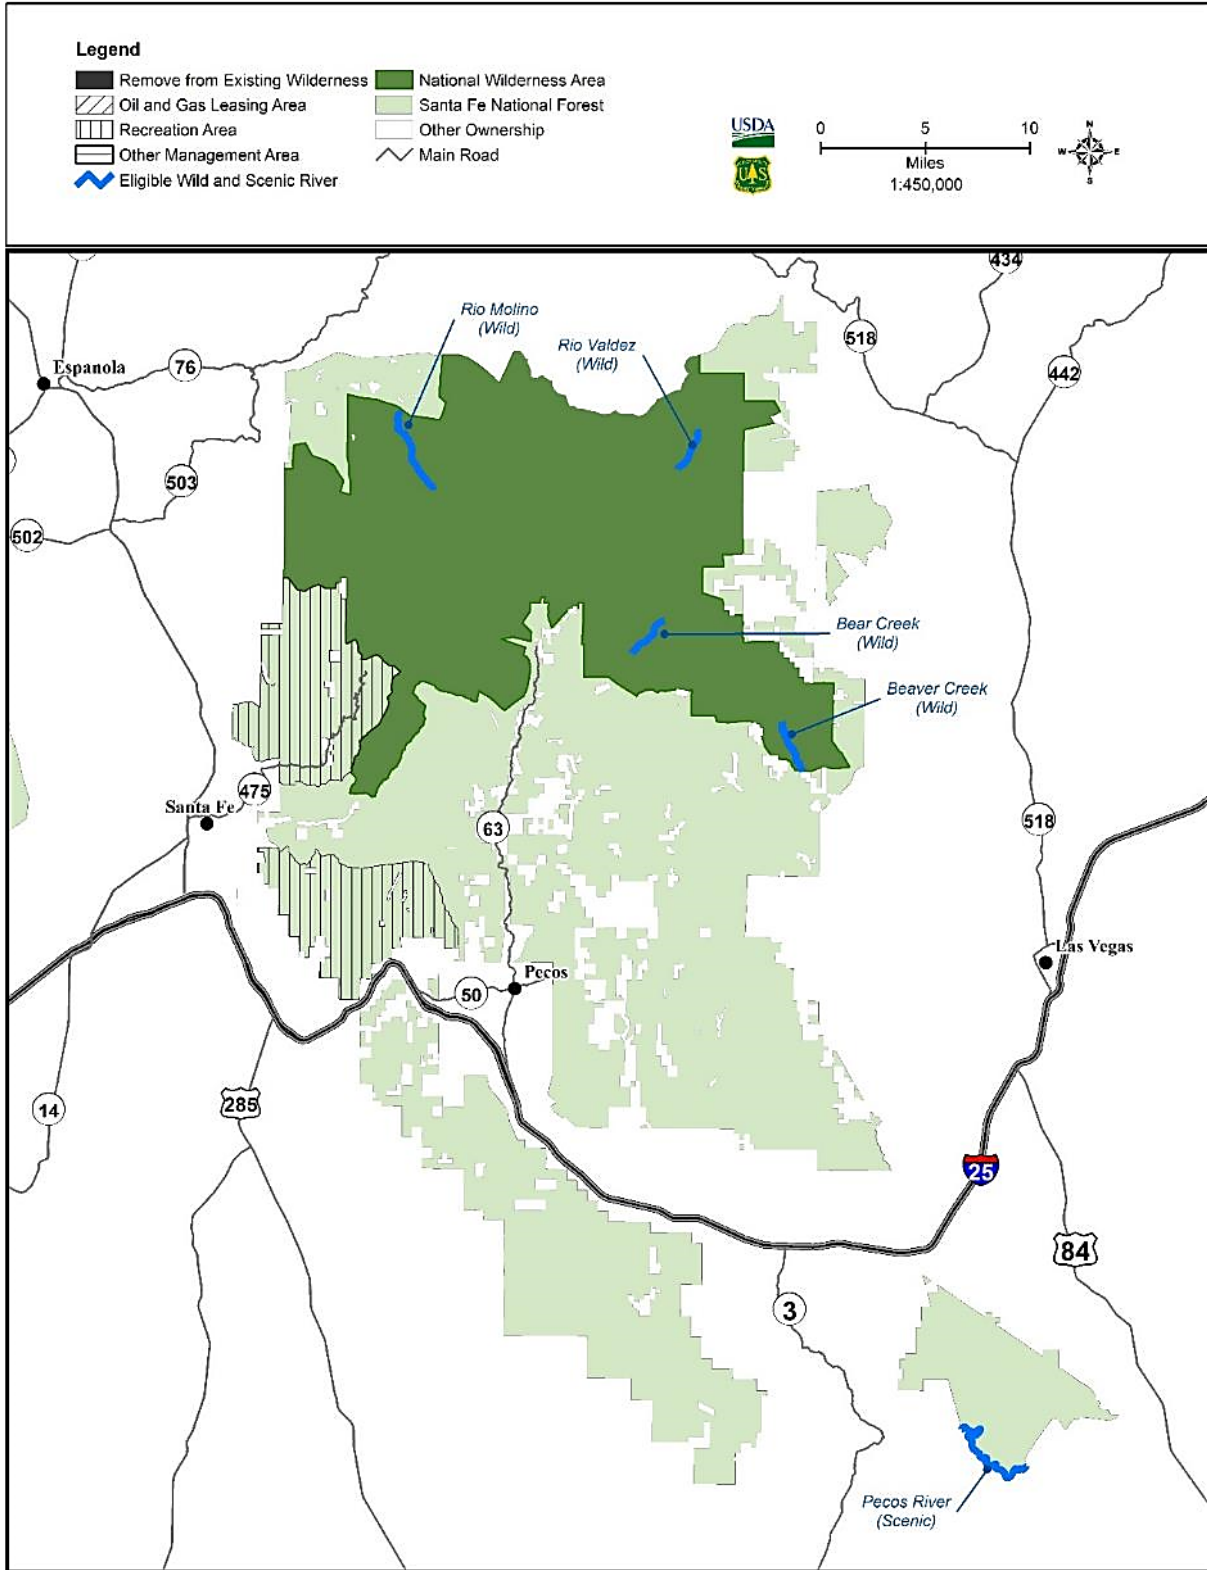 Legend
Remove from Existing Wilderness
Oil and Gas Leasing Area
Recreation Area
Other Management Area
Eligible Wild and Scenic River
National Wilderness Area
Santa Fe National Forest
Other Ownership
Main Road
USDA
U S
0 5 10
Miles
1:450,000
N
W E
S
434
Rio Molino
(Wild)
518
Rio Valdez
(Wild)
Espanola
76
442
503
502
Bear Creek
(Wild)
Beaver Creek
(Wild)
475
Santa Fe
63
518
Las Vegas
Pecos
50
285
14
25
84
3
Pecos River
(Scenic)